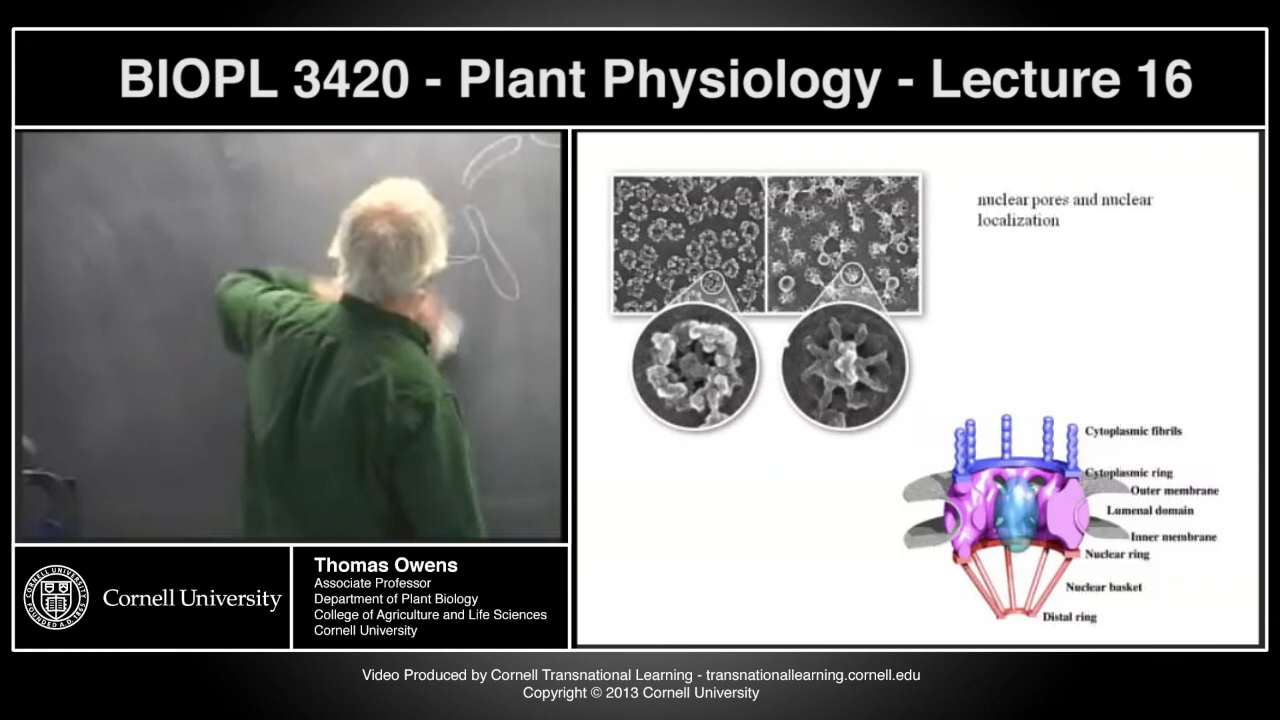 BIOPL 3420 - Plant Physiology - Lecture 16
nuclear pores and nuclear
localization
Cytoplasmic fibrils
Cytoplasmic ring
Outer membrane
Lumenal domain
Inner membrane
Nuclear ring
Nuclear basket
Distal ring
Cornell University
Thomas Owens
Associate Professor
Department of Plant Biology
College of Agriculture and Life Sciences
Cornell University
Video Produced by Cornell Transnational Learning - transnationallearning.cornell.edu
Copyright © 2013 Cornell University